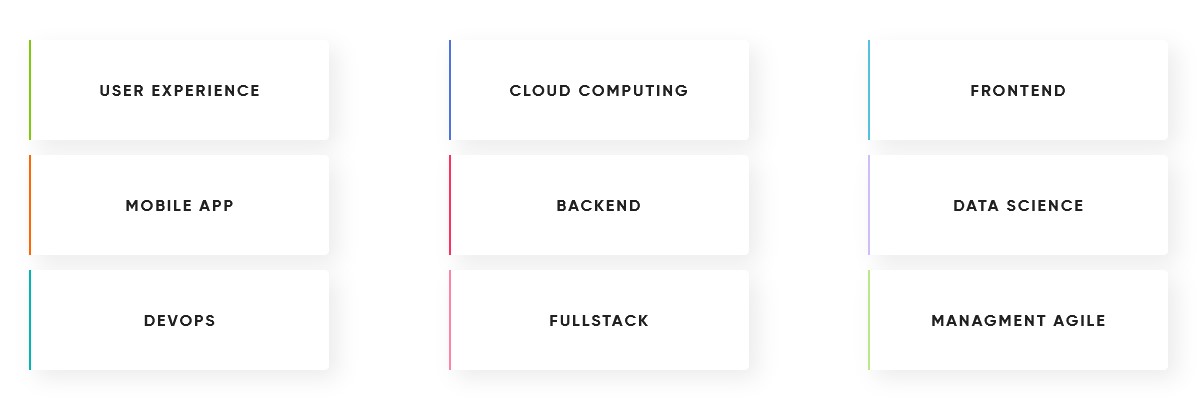 USER EXPERIENCE
CLOUD COMPUTING
FRONTEND
MOBILE APP
BACKEND
DATA SCIENCE
DEVOPS
FULLSTACK
MANAGMENT AGILE